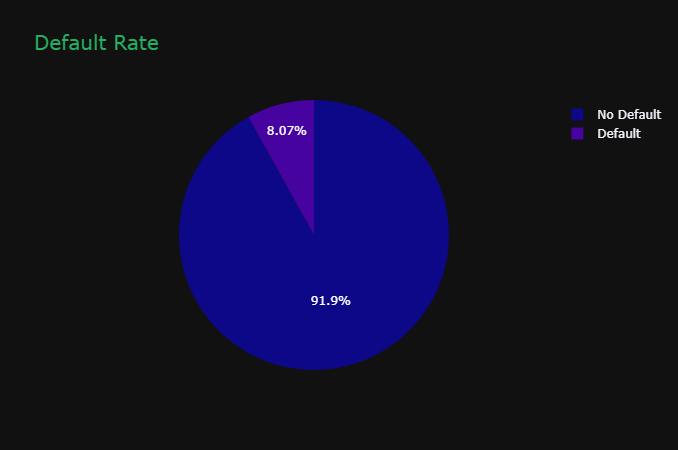 Default Rate
No Default
Default
8.07%
91.9%